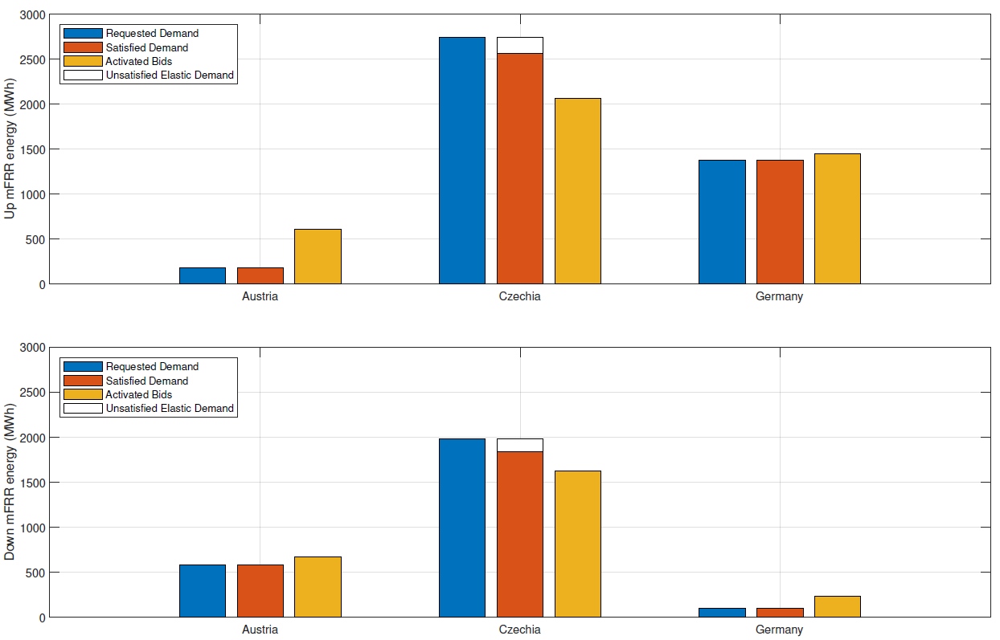 3000
2500
2000
1500
1000
500
0
Up mFRR energy (MWh)
Requested Demand
Satisfied Demand
Activated Bids
Unsatisfied Elastic Demand
Austria
Czechia
Germany
3000
2500
2000
1500
1000
500
0
Down mFRR energy (MWh)
Requested Demand
Satisfied Demand
Activated Bids
Unsatisfied Elastic Demand
Austria
Czechia
Germany